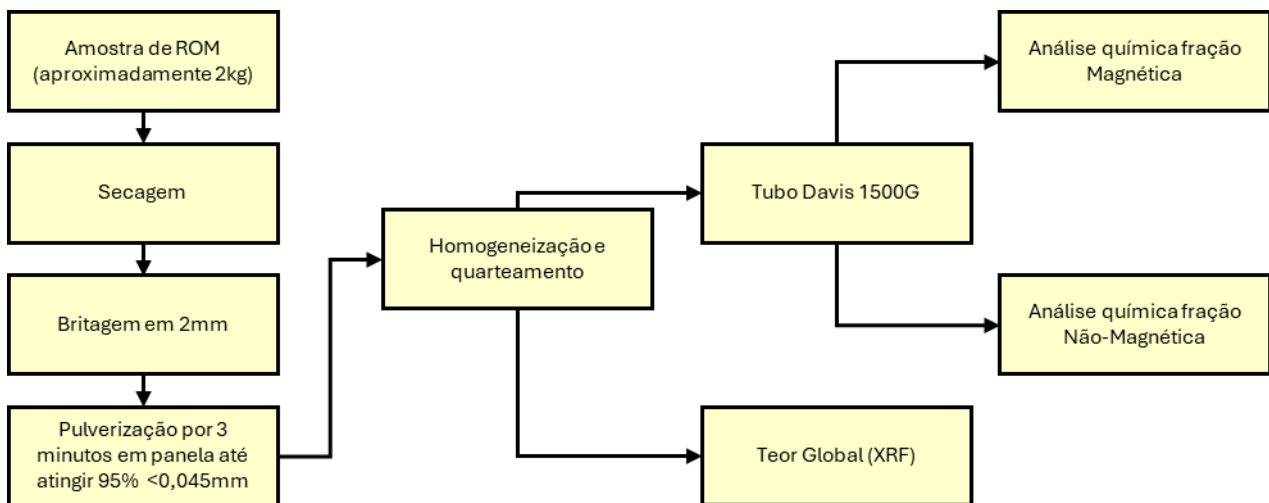 Amostra de ROM
(aproximadamente 2kg)
Secagem
Britagem em 2mm
Pulverização por 3
minutos em panela até
atingir 95% <0,045mm
Homogeneização e
quarteamento
Tubo Davis 1500G
Teor Global (XRF)
Análise química fração
Magnética
Análise química fração
Não-Magnética